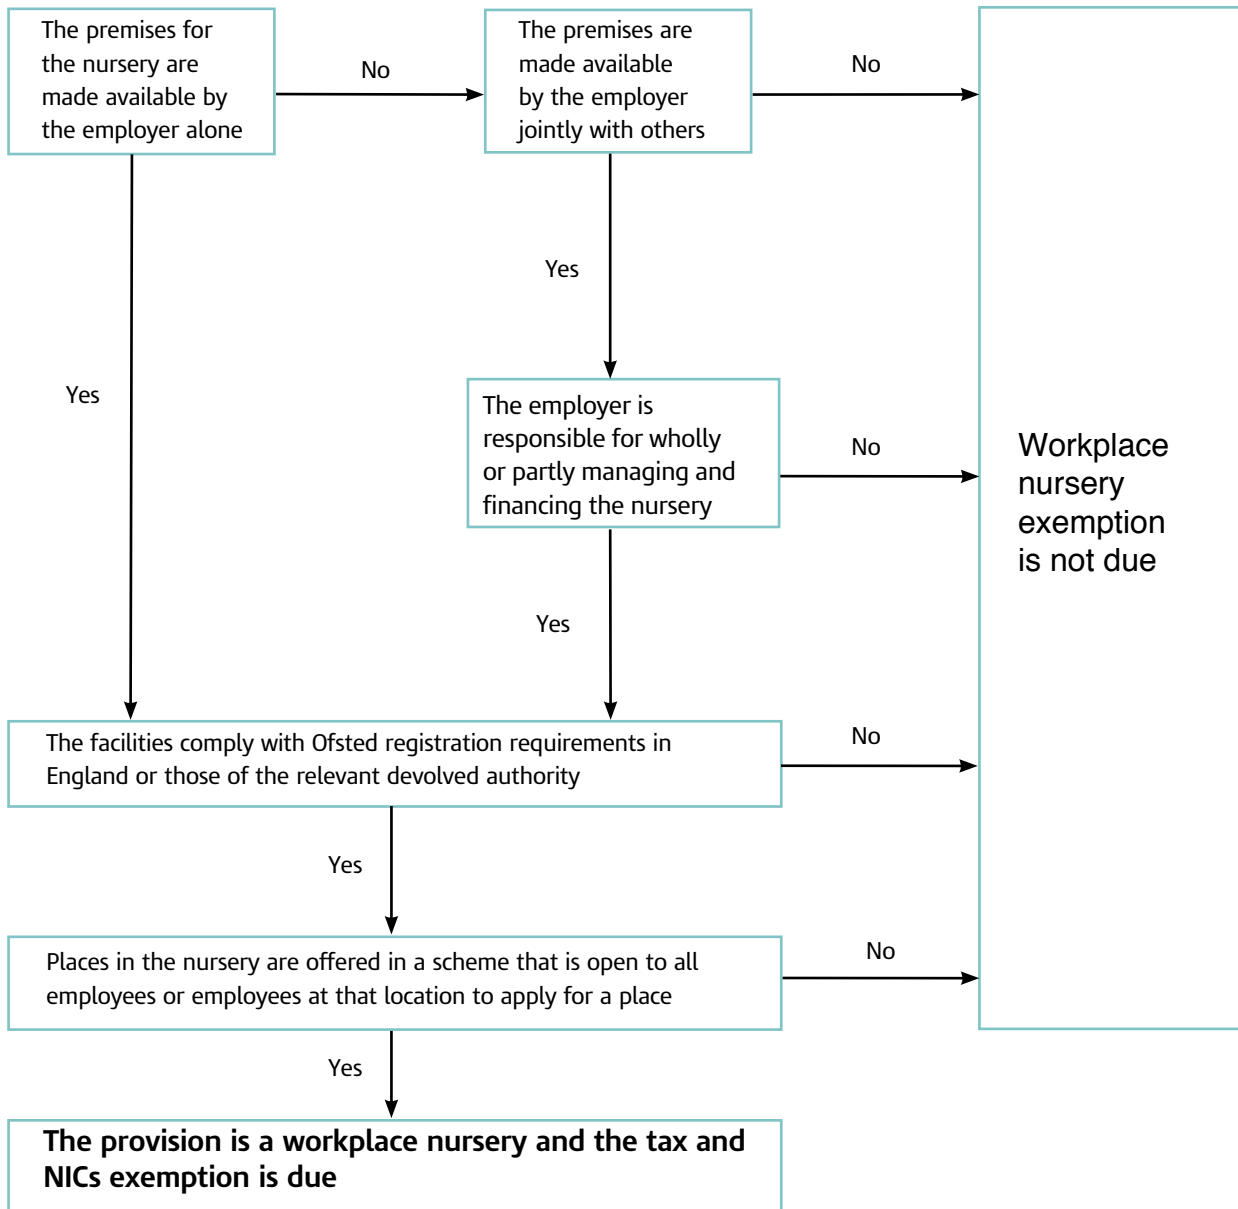 The premises for
the nursery are
made available by
the employer alone
No
The premises are
made available
by the employer
jointly with others
No
Yes
Yes
The employer is
responsible for wholly
or partly managing and
financing the nursery
No
Workplace
nursery
exemption
is not due
Yes
The facilities comply with Ofsted registration requirements in
England or those of the relevant devolved authority
No
Yes
Places in the nursery are offered in a scheme that is open to all
employees or employees at that location to apply for a place
No
Yes
The provision is a workplace nursery and the tax and
NICs exemption is due